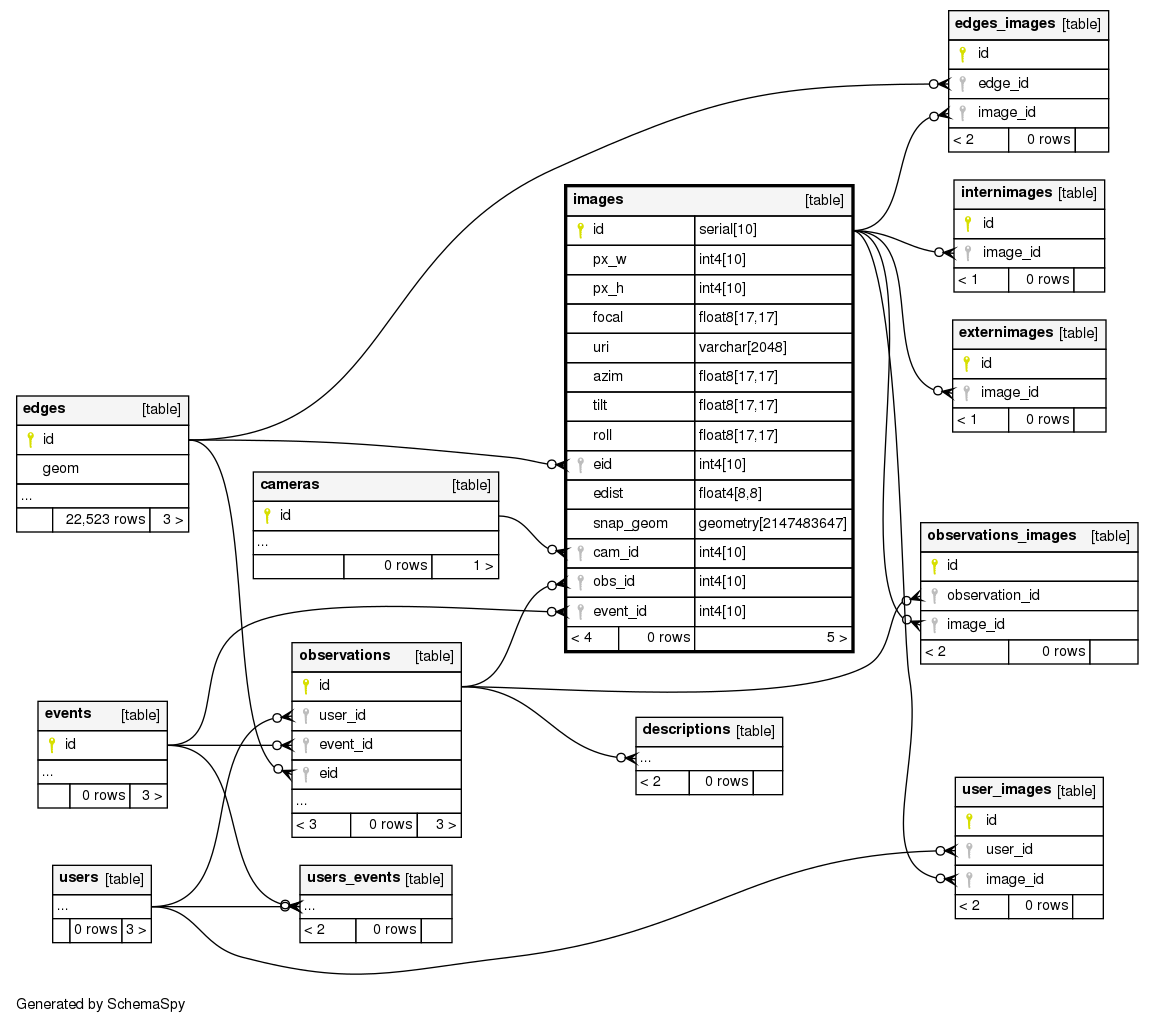 edges_images [table]
id
edge_id
image_id
< 2 0 rows
images [table]
id serial[10]
px_w int4[10]
px_h int4[10]
focal float8[17,17]
uri varchar[2048]
azim float8[17,17]
tilt float8[17,17]
roll float8[17,17]
eid int4[10]
edist float4[8,8]
snap_geom geometry[2147483647]
cam_id int4[10]
obs_id int4[10]
event_id int4[10]
< 4 0 rows 5 >
internimages [table]
id
image_id
< 1 0 rows
externimages [table]
id
image_id
< 1 0 rows
edges [table]
id
geom
...
22,523 rows 3 >
cameras [table]
id
...
0 rows 1 >
observations_images [table]
id
observation_id
image_id
< 2 0 rows
observations [table]
id
user_id
event_id
eid
...
< 3 0 rows 3 >
events [table]
id
...
0 rows 3 >
descriptions [table]
...
< 2 0 rows
user_images [table]
id
user_id
image_id
< 2 0 rows
users [table]
...
0 rows 3 >
users_events [table]
...
< 2 0 rows
Generated by SchemaSpy